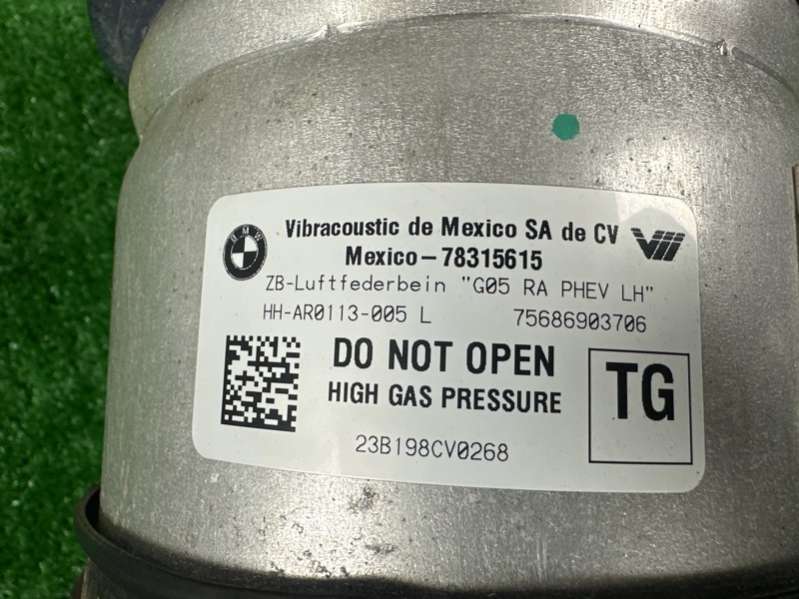 BMW
Vibracoustic de Mexico SA de CV
Mexico-78315615
ZB-Luftfederbein "G05 RA PHEV LH"
HH-AR0113-005 L 75686903706
DO NOT OPEN
HIGH GAS PRESSURE
TG
23B198CV0268